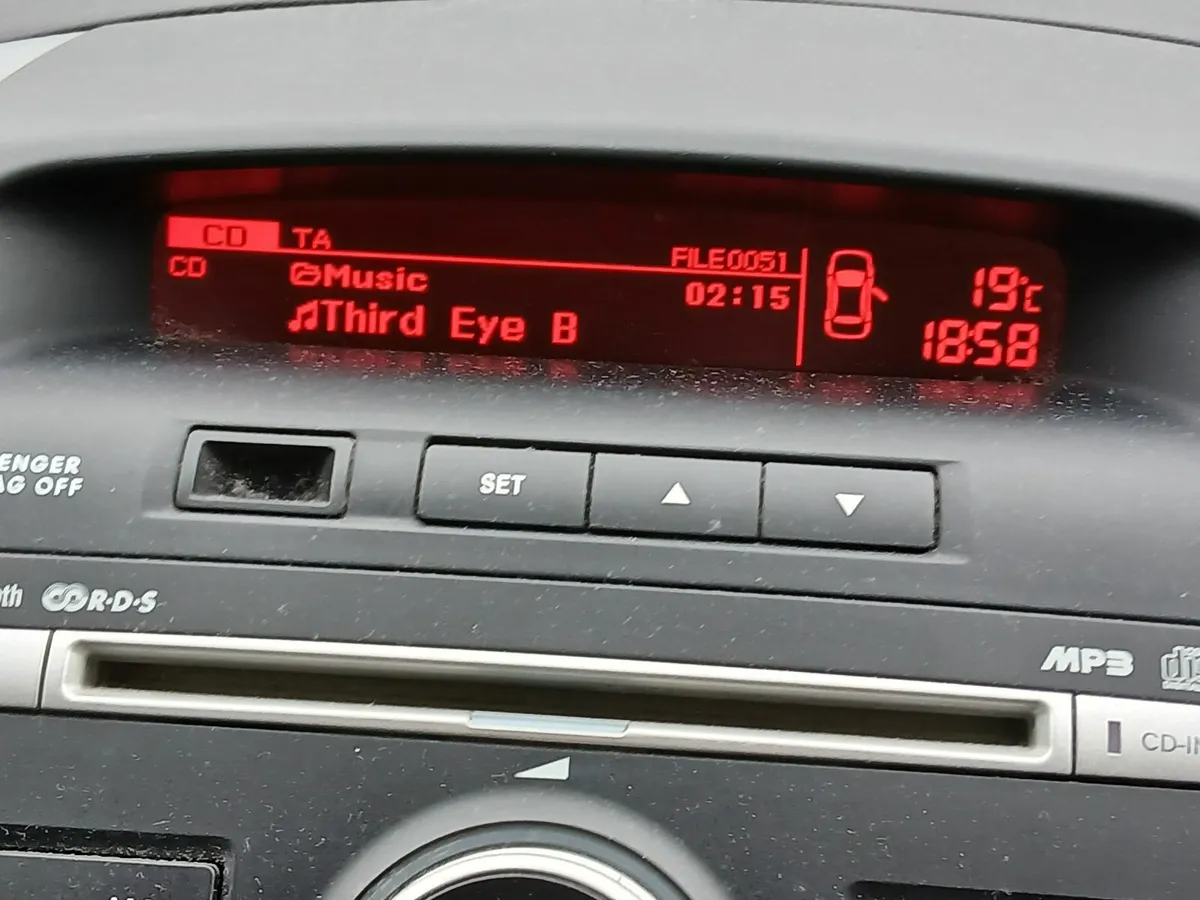 CD TA
FILE0051
CD Music
02:15
Third Eye B
19°C
18:58
ENGER
AG OFF
SET
th R·D·S
MP3
CD-IN